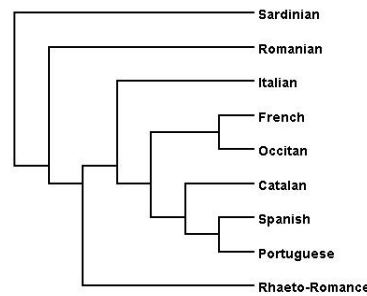 Sardinian
Romanian
Italian
French
Occitan
Catalan
Spanish
Portuguese
Rhaeto-Romance